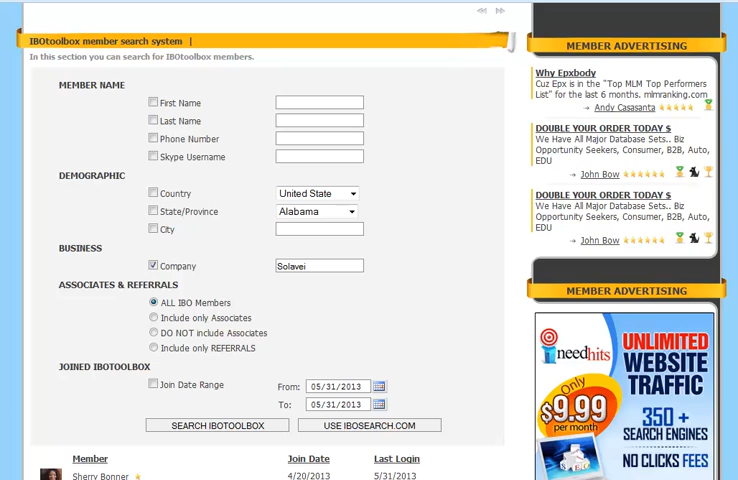 IBOtoolbox member search system |
In this section you can search for IBOtoolbox members.
MEMBER NAME
First Name
Last Name
Phone Number
Skype Username
DEMOGRAPHIC
Country United State
State/Province Alabama
City
BUSINESS
Company Solavei
ASSOCIATES & REFERRALS
ALL IBO Members
Include only Associates
DO NOT include Associates
Include only REFERRALS
JOINED IBOTOOLBOX
Join Date Range From: 05/31/2013
To: 05/31/2013
SEARCH IBOTOOLBOX USE IBOSEARCH.COM
Member Join Date Last Login
Sherry Bonner 4/20/2013 5/31/2013
MEMBER ADVERTISING
Why Epxbody
Cuz Epx is in the "Top MLM Top Performers
List" for the last 6 months. mlmranking.com
Andy Casasanta
DOUBLE YOUR ORDER TODAY $
We Have All Major Database Sets.. Biz
Opportunity Seekers, Consumer, B2B, Auto,
EDU
John Bow
DOUBLE YOUR ORDER TODAY $
We Have All Major Database Sets.. Biz
Opportunity Seekers, Consumer, B2B, Auto,
EDU
John Bow
MEMBER ADVERTISING
ineedhits
UNLIMITED
WEBSITE
TRAFFIC
Only
$9.99
per month
350 +
SEARCH ENGINES
NO CLICKS FEES